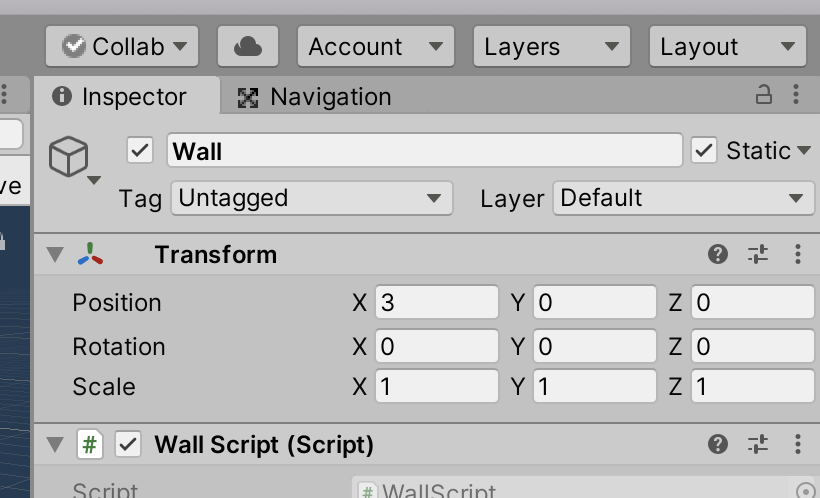 Collab Account Layers Layout
Inspector Navigation
Wall Static
ve
Tag Untagged Layer Default
Transform
Position X 3 Y 0 Z 0
Rotation X 0 Y 0 Z 0
Scale X 1 Y 1 Z 1
# Wall Script (Script)
Script # WallScript